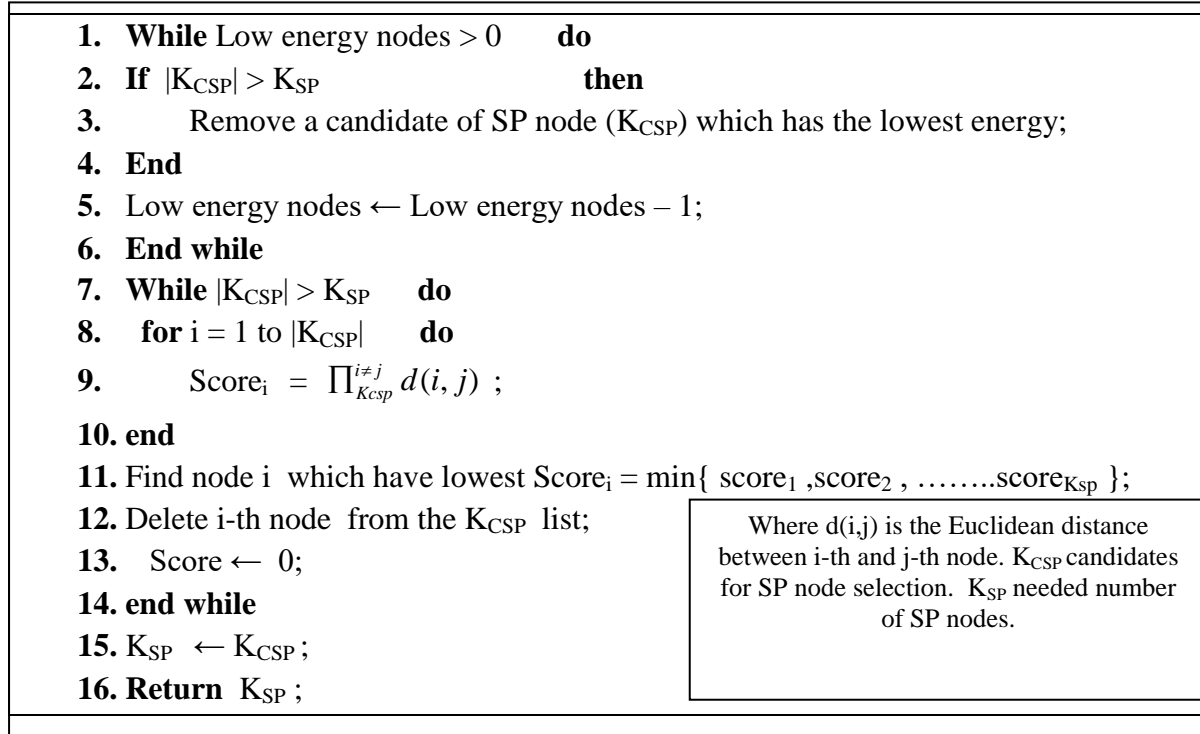 1. While Low energy nodes > 0 do
2. If |K_CSP| > K_SP then
3. Remove a candidate of SP node (K_CSP) which has the lowest energy;
4. End
5. Low energy nodes ← Low energy nodes – 1;
6. End while
7. While |K_CSP| > K_SP do
8. for i = 1 to |K_CSP| do
9. Score_i = ∏_{Kcsp}^{i≠j} d(i, j) ;
10. end
11. Find node i which have lowest Score_i = min{ score_1 ,score_2 , ........score_Ksp };
12. Delete i-th node from the K_CSP list;
13. Score ← 0;
14. end while
15. K_SP ← K_CSP ;
16. Return K_SP ;
Where d(i,j) is the Euclidean distance
between i-th and j-th node. K_CSP candidates
for SP node selection. K_SP needed number
of SP nodes.